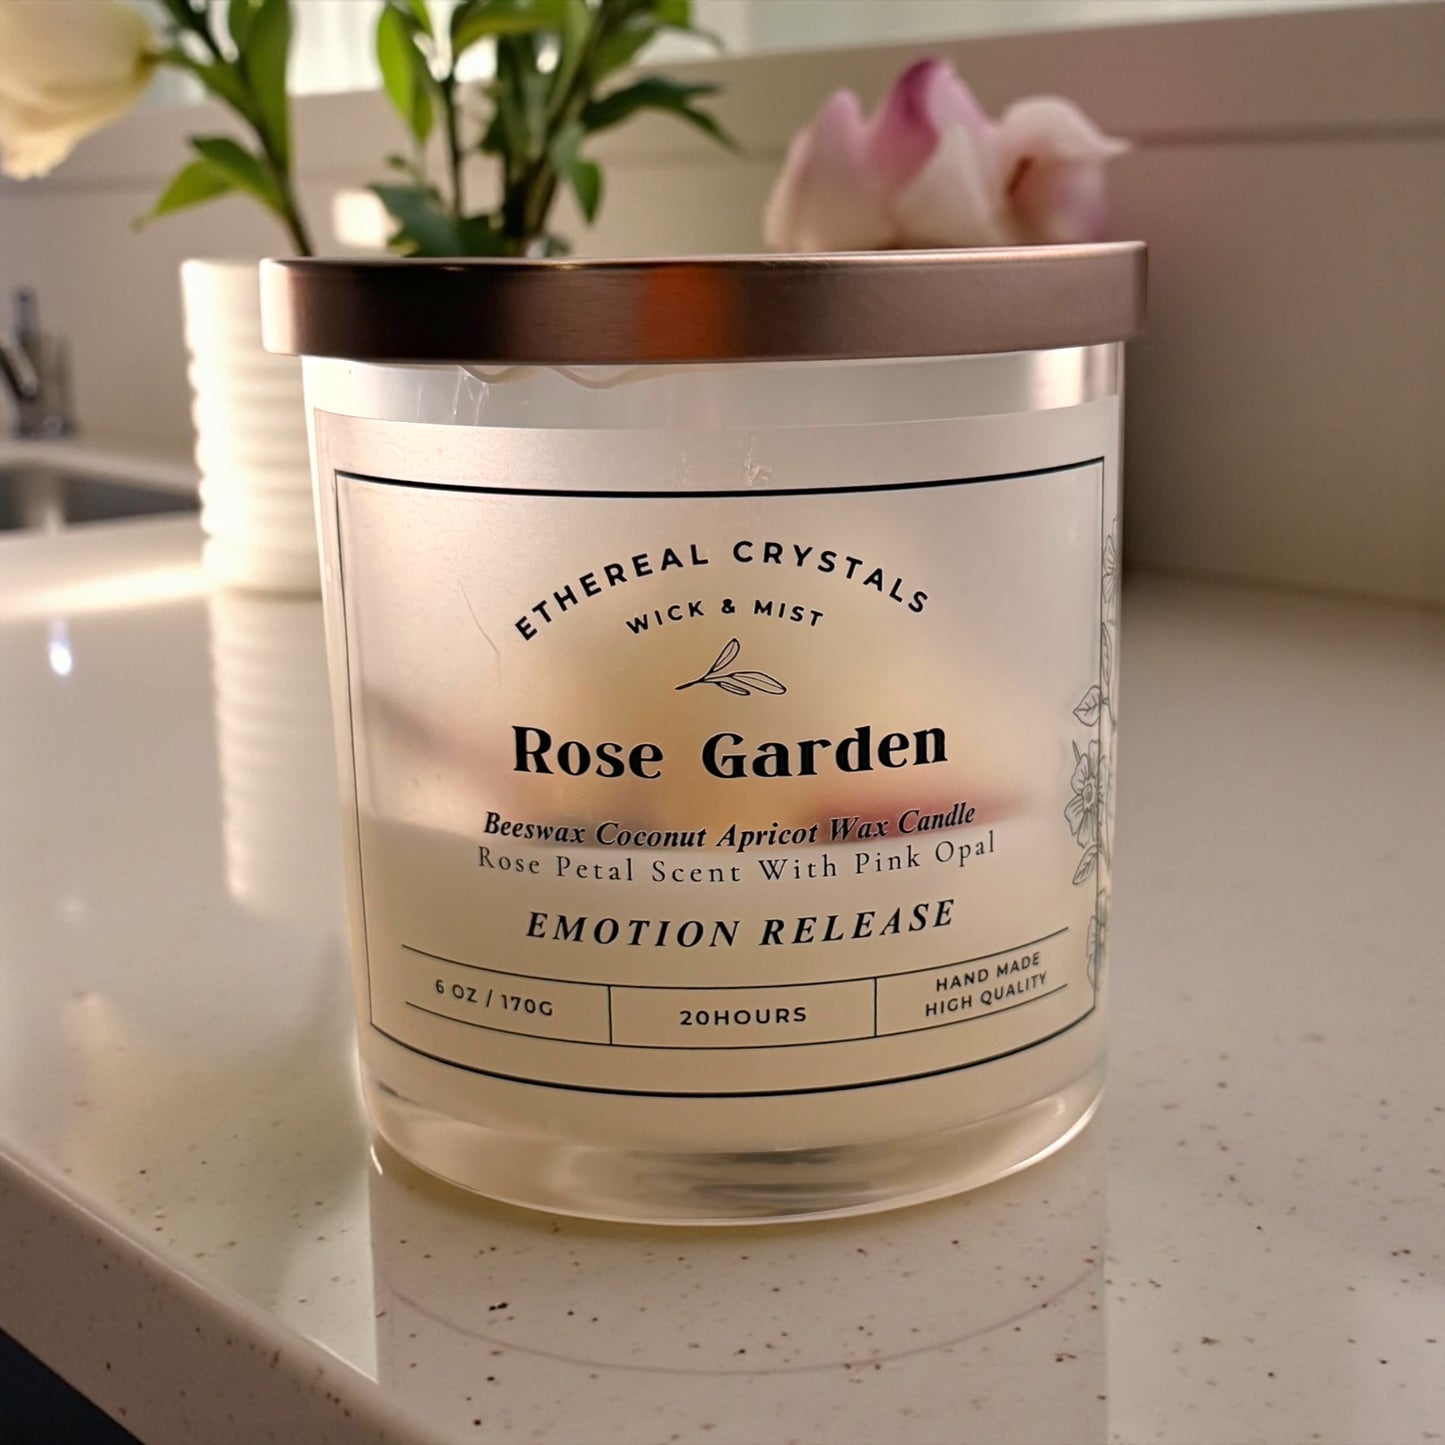 ETHEREAL CRYSTALS
WICK & MIST
Rose Garden
Beeswax Coconut Apricot Wax Candle
Rose Petal Scent With Pink Opal
EMOTION RELEASE
6 OZ / 170G
20HOURS
HAND MADE
HIGH QUALITY